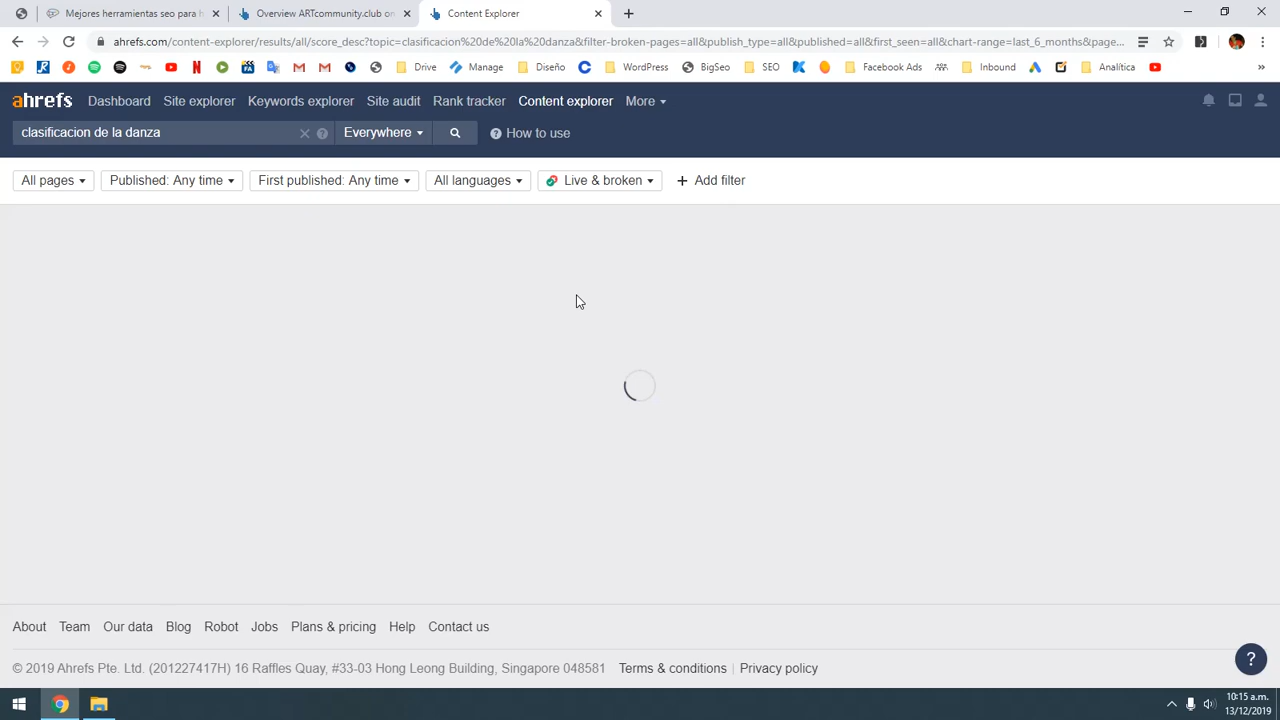 Mejores herramientas seo para h
Overview ARTcommunity.club on
Content Explorer
ahrefs.com/content-explorer/results/all/score_desc?topic=clasificacion%20de%20la%20danza&filter-broken-pages=all&publish_type=all&published=all&first_seen=all&chart-range=last_6_months&page...
Drive Manage Diseño WordPress BigSeo SEO Facebook Ads Inbound Analítica »
ahrefs Dashboard Site explorer Keywords explorer Site audit Rank tracker Content explorer More
clasificacion de la danza Everywhere How to use
All pages Published: Any time First published: Any time All languages Live & broken + Add filter
About Team Our data Blog Robot Jobs Plans & pricing Help Contact us
© 2019 Ahrefs Pte. Ltd. (201227417H) 16 Raffles Quay, #33-03 Hong Leong Building, Singapore 048581 Terms & conditions | Privacy policy
?
10:15 a.m.
13/12/2019